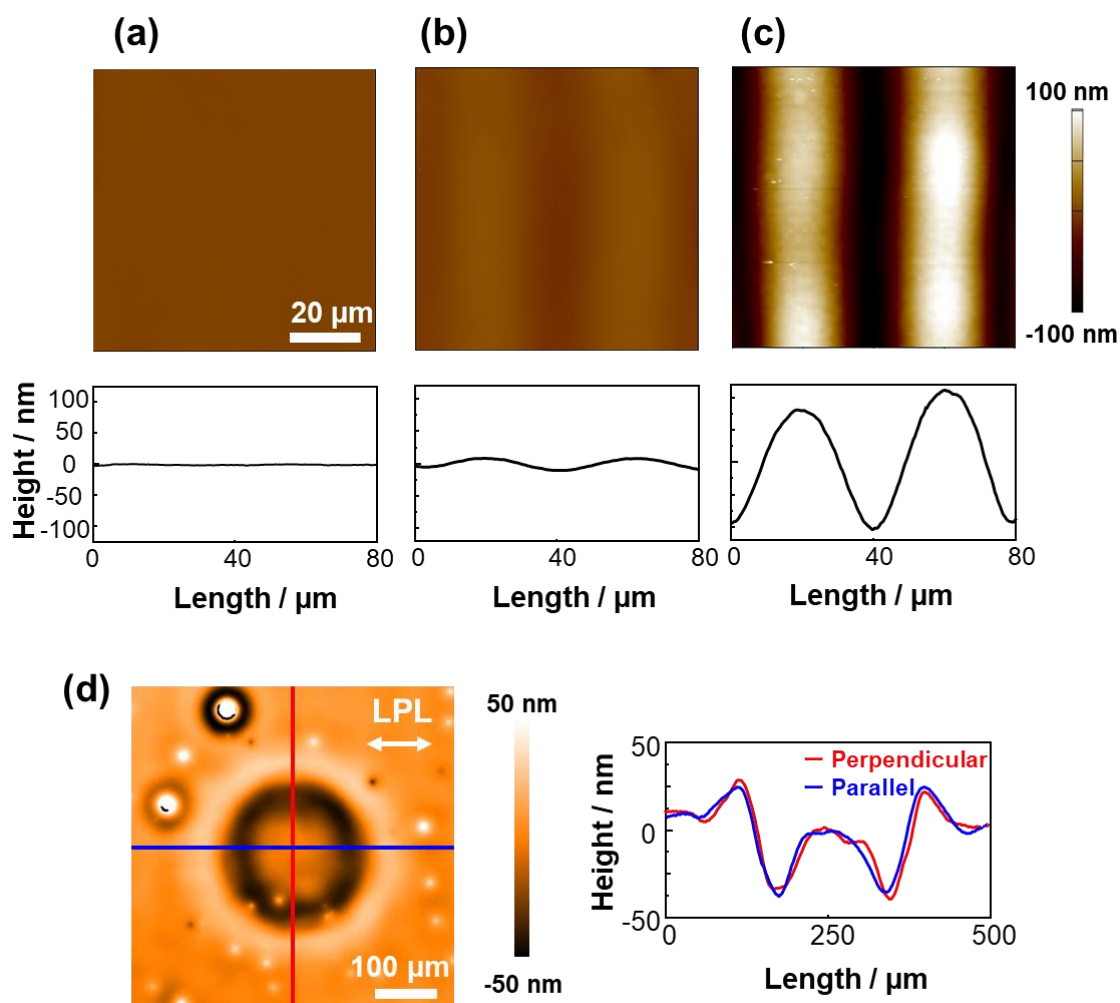 (a)
(b)
(c)
20 µm
100 nm
-100 nm
Height / nm
100
50
0
-50
-100
0 40 80
0 40 80
0 40 80
Length / µm
Length / µm
Length / µm
(d)
LPL
100 µm
50 nm
-50 nm
Height / nm
50
0
-50
Perpendicular
Parallel
0 250 500
Length / µm